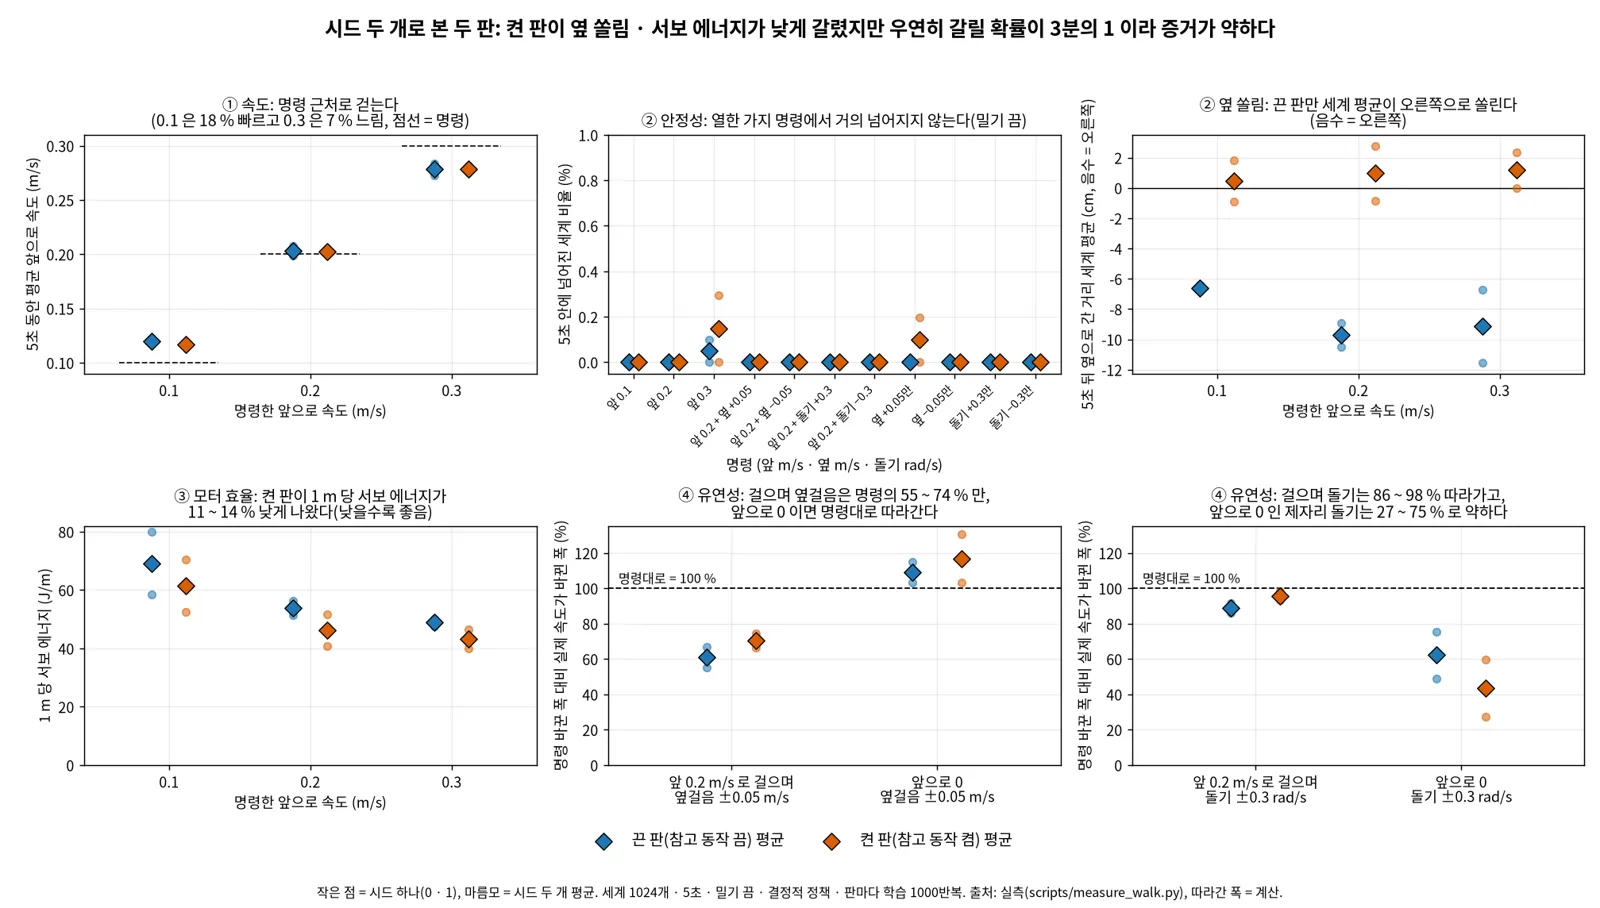 시드 두 개로 본 두 판: 켠 판이 옆 쏠림 · 서보 에너지가 낮게 갈렸지만 우연히 갈릴 확률이 3분의 1 이라 증거가 약하다
① 속도: 명령 근처로 걷는다
(0.1 은 18 % 빠르고 0.3 은 7 % 느림, 점선 = 명령)
5초 동안 평균 앞으로 속도 (m/s)
0.30
0.25
0.20
0.15
0.10
0.1
0.2
0.3
명령한 앞으로 속도 (m/s)
② 안정성: 열한 가지 명령에서 거의 넘어지지 않는다(밀기 끔)
5초 안에 넘어진 세계 비율 (%)
1.0
0.8
0.6
0.4
0.2
0.0
앞 0.1
앞 0.2
앞 0.3
앞 0.2 + 옆 +0.05
앞 0.2 + 옆 −0.05
앞 0.2 + 돌기 +0.3
앞 0.2 + 돌기 −0.3
옆 +0.05만
옆 −0.05만
돌기 +0.3만
돌기 −0.3만
명령 (앞 m/s · 옆 m/s · 돌기 rad/s)
② 옆 쏠림: 끈 판만 세계 평균이 오른쪽으로 쏠린다
(음수 = 오른쪽)
5초 뒤 옆으로 간 거리 세계 평균 (cm, 음수 = 오른쪽)
2
0
-2
-4
-6
-8
-10
-12
0.1
0.2
0.3
명령한 앞으로 속도 (m/s)
③ 모터 효율: 켠 판이 1 m 당 서보 에너지가
11 ~ 14 % 낮게 나왔다(낮을수록 좋음)
1 m 당 서보 에너지 (J/m)
80
60
40
20
0
0.1
0.2
0.3
명령한 앞으로 속도 (m/s)
④ 유연성: 걸으며 옆걸음은 명령의 55 ~ 74 % 만,
앞으로 0 이면 명령대로 따라간다
명령 바꾼 폭 대비 실제 속도가 바뀐 폭 (%)
120
100
80
60
40
20
0
명령대로 = 100 %
앞 0.2 m/s 로 걸으며
옆걸음 ±0.05 m/s
앞으로 0
옆걸음 ±0.05 m/s
④ 유연성: 걸으며 돌기는 86 ~ 98 % 따라가고,
앞으로 0 인 제자리 돌기는 27 ~ 75 % 로 약하다
명령 바꾼 폭 대비 실제 속도가 바뀐 폭 (%)
120
100
80
60
40
20
0
명령대로 = 100 %
앞 0.2 m/s 로 걸으며
돌기 ±0.3 rad/s
앞으로 0
돌기 ±0.3 rad/s
끈 판(참고 동작 끔) 평균
켠 판(참고 동작 켬) 평균
작은 점 = 시드 하나(0 · 1), 마름모 = 시드 두 개 평균. 세계 1024개 · 5초 · 밀기 끔 · 결정적 정책 · 판마다 학습 1000반복. 출처: 실측(scripts/measure_walk.py), 따라간 폭 = 계산.